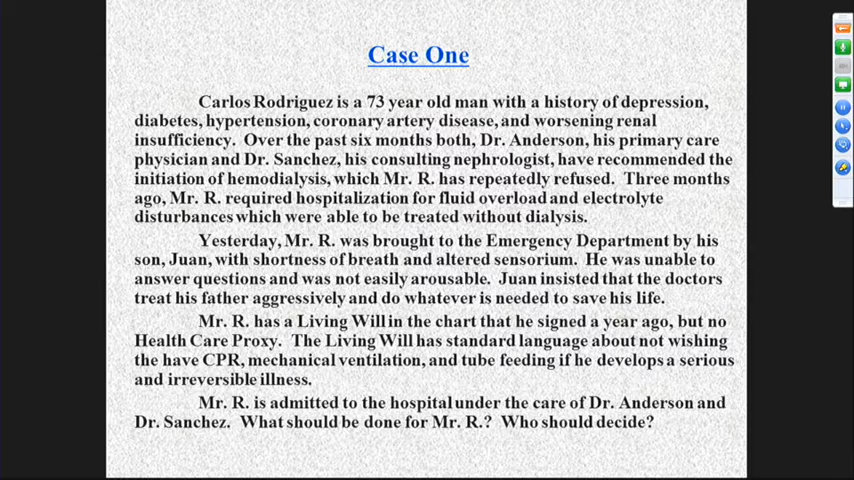 Case One
Carlos Rodriguez is a 73 year old man with a history of depression,
diabetes, hypertension, coronary artery disease, and worsening renal
insufficiency. Over the past six months both, Dr. Anderson, his primary care
physician and Dr. Sanchez, his consulting nephrologist, have recommended the
initiation of hemodialysis, which Mr. R. has repeatedly refused. Three months
ago, Mr. R. required hospitalization for fluid overload and electrolyte
disturbances which were able to be treated without dialysis.
Yesterday, Mr. R. was brought to the Emergency Department by his
son, Juan, with shortness of breath and altered sensorium. He was unable to
answer questions and was not easily arousable. Juan insisted that the doctors
treat his father aggressively and do whatever is needed to save his life.
Mr. R. has a Living Will in the chart that he signed a year ago, but no
Health Care Proxy. The Living Will has standard language about not wishing
the have CPR, mechanical ventilation, and tube feeding if he develops a serious
and irreversible illness.
Mr. R. is admitted to the hospital under the care of Dr. Anderson and
Dr. Sanchez. What should be done for Mr. R.? Who should decide?